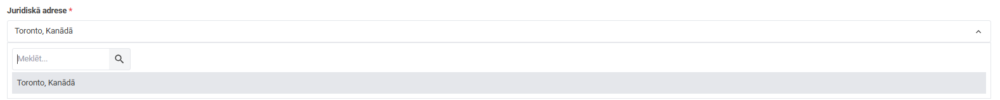 Juridiskā adrese *
Toronto, Kanādā
Meklēt...
Toronto, Kanādā